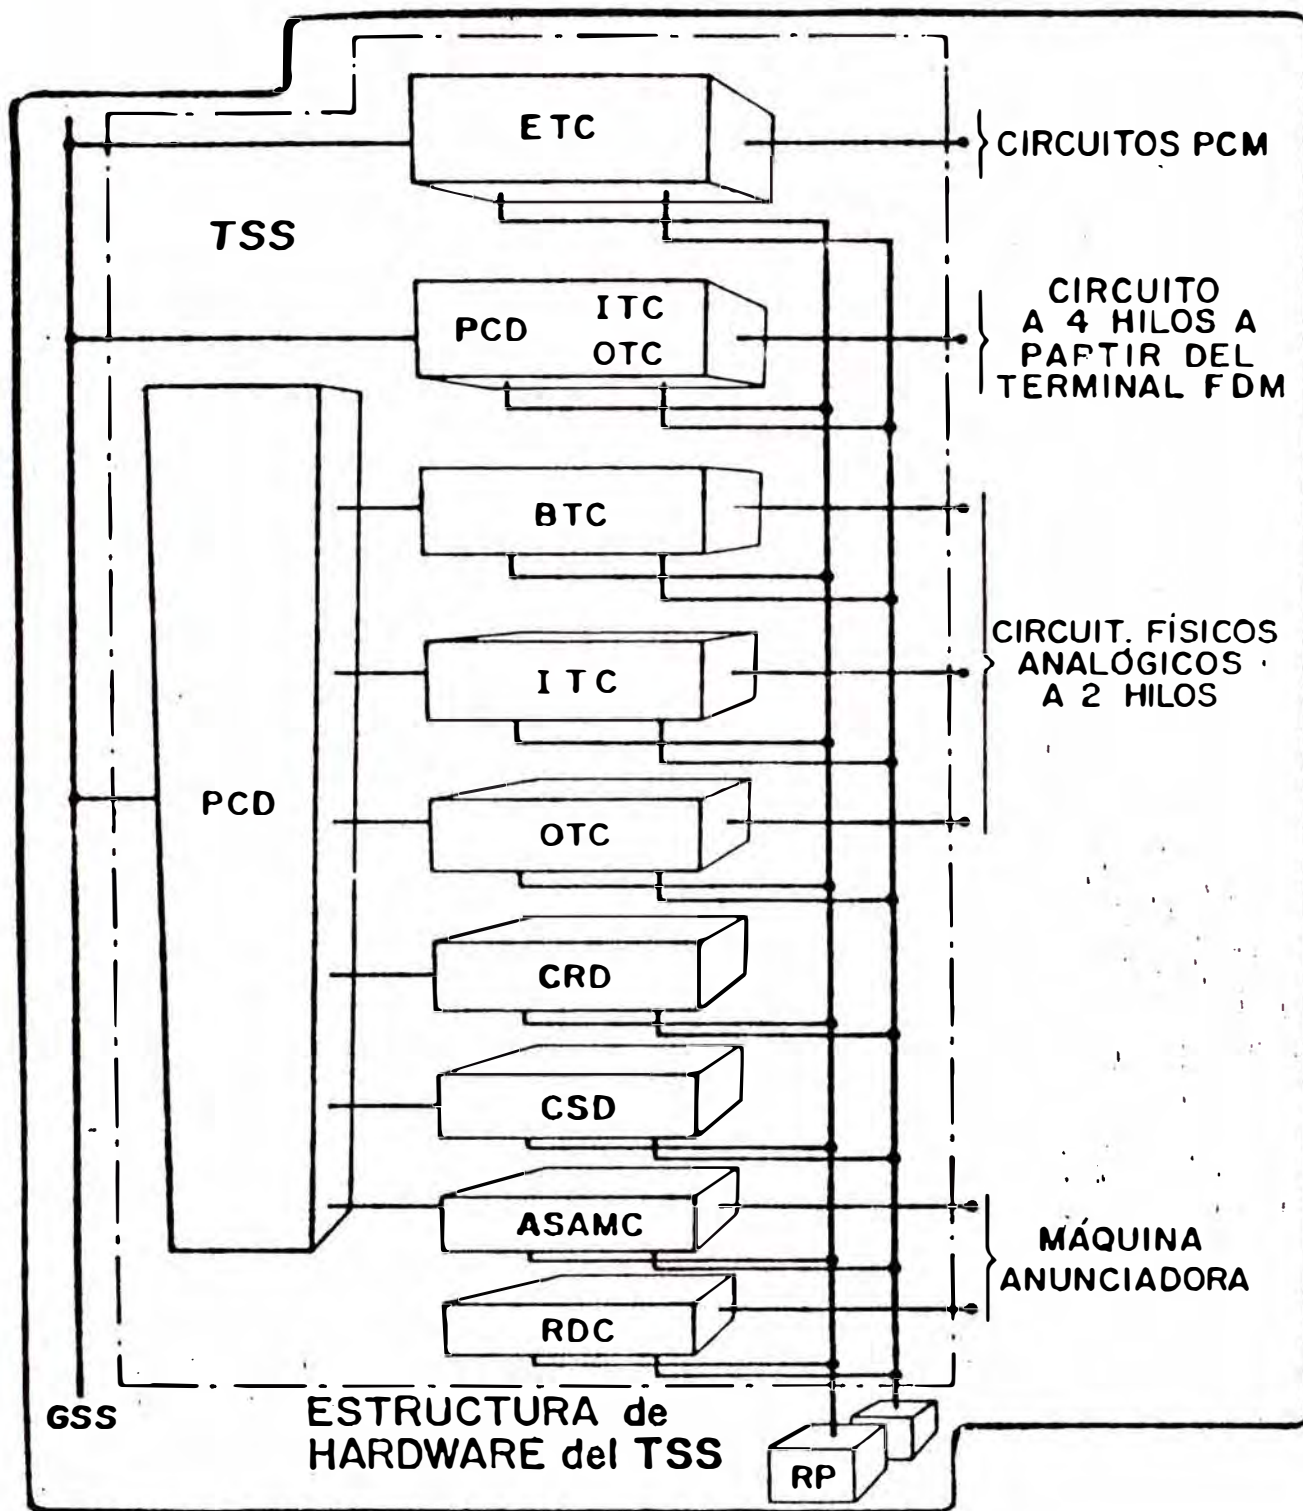 ETC
CIRCUITOS PCM
TSS
PCD
ITC
OTC
CIRCUITO
A 4 HILOS A
PAPTIR DEL
TERMINAL FDM
BTC
CIRCUIT. FÍSICOS
ANALÓGICOS
A 2 HILOS
ITC
PCD
OTC
CRD
CSD
ASAMC
MÁQUINA
ANUNCIADORA
RDC
GSS
ESTRUCTURA de
HARDWARE del TSS
RP